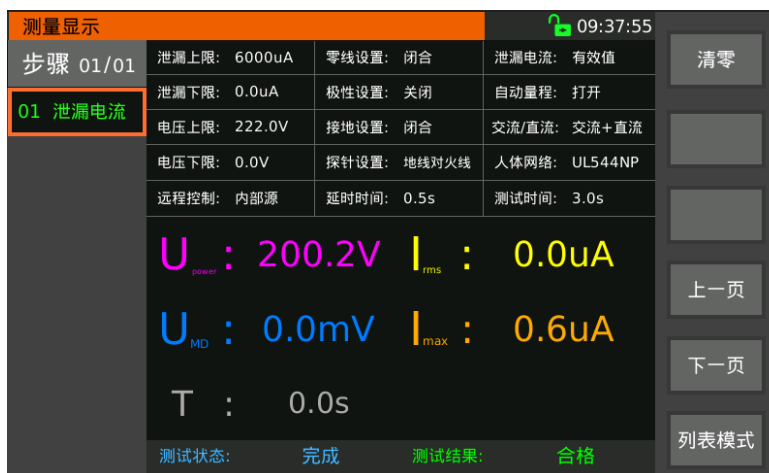 测量显示 09:37:55
步骤 01/01
01 泄漏电流
泄漏上限: 6000uA 零线设置: 闭合 泄漏电流: 有效值
泄漏下限: 0.0uA 极性设置: 关闭 自动量程: 打开
电压上限: 222.0V 接地设置: 闭合 交流/直流: 交流+直流
电压下限: 0.0V 探针设置: 地线对火线 人体网络: UL544NP
远程控制: 内部源 延时时间: 0.5s 测试时间: 3.0s
Upower: 200.2V Irms: 0.0uA
UMD: 0.0mV Imax: 0.6uA
T: 0.0s
测试状态: 完成 测试结果: 合格
清零
上一页
下一页
列表模式